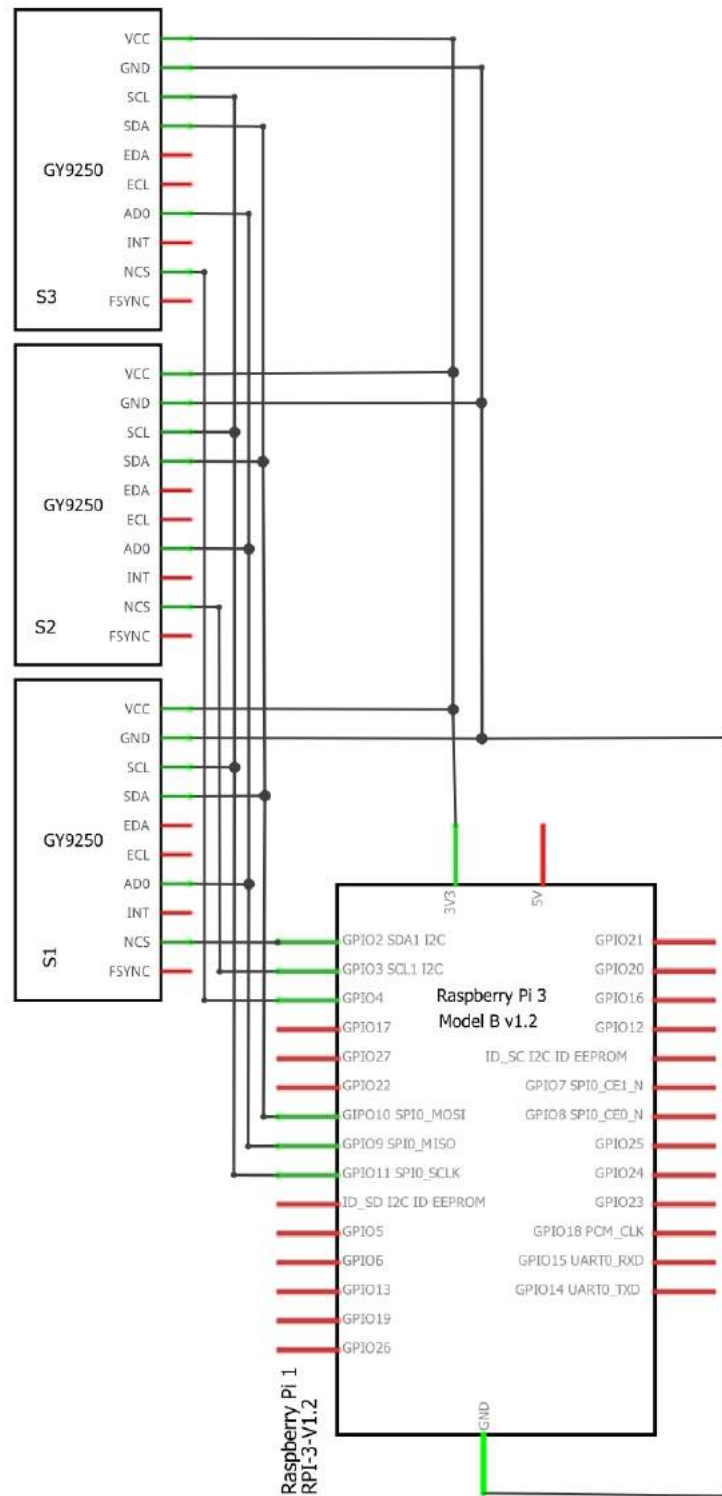 VCC
GND
SCL
SDA
EDA
ECL
AD0
INT
NCS
FSYNC
GY9250
S3
VCC
GND
SCL
SDA
EDA
ECL
AD0
INT
NCS
FSYNC
GY9250
S2
VCC
GND
SCL
SDA
EDA
ECL
AD0
INT
NCS
FSYNC
GY9250
S1
3V3
5V
GPIO2 SDA1 I2C
GPIO3 SCL1 I2C
GPIO4
GPIO17
GPIO27
GPIO22
GIPO10 SPI0_MOSI
GPIO9 SPI0_MISO
GPIO11 SPI0_SCLK
ID_SD I2C ID EEPROM
GPIO5
GPIO6
GPIO13
GPIO19
GPIO26
Raspberry Pi 3
Model B v1.2
GPIO21
GPIO20
GPIO16
GPIO12
ID_SC I2C ID EEPROM
GPIO7 SPI0_CE1_N
GPIO8 SPI0_CE0_N
GPIO25
GPIO24
GPIO23
GPIO18 PCM_CLK
GPIO15 UART0_RXD
GPIO14 UART0_TXD
GND
Raspberry Pi 1
RPI-3-V1.2